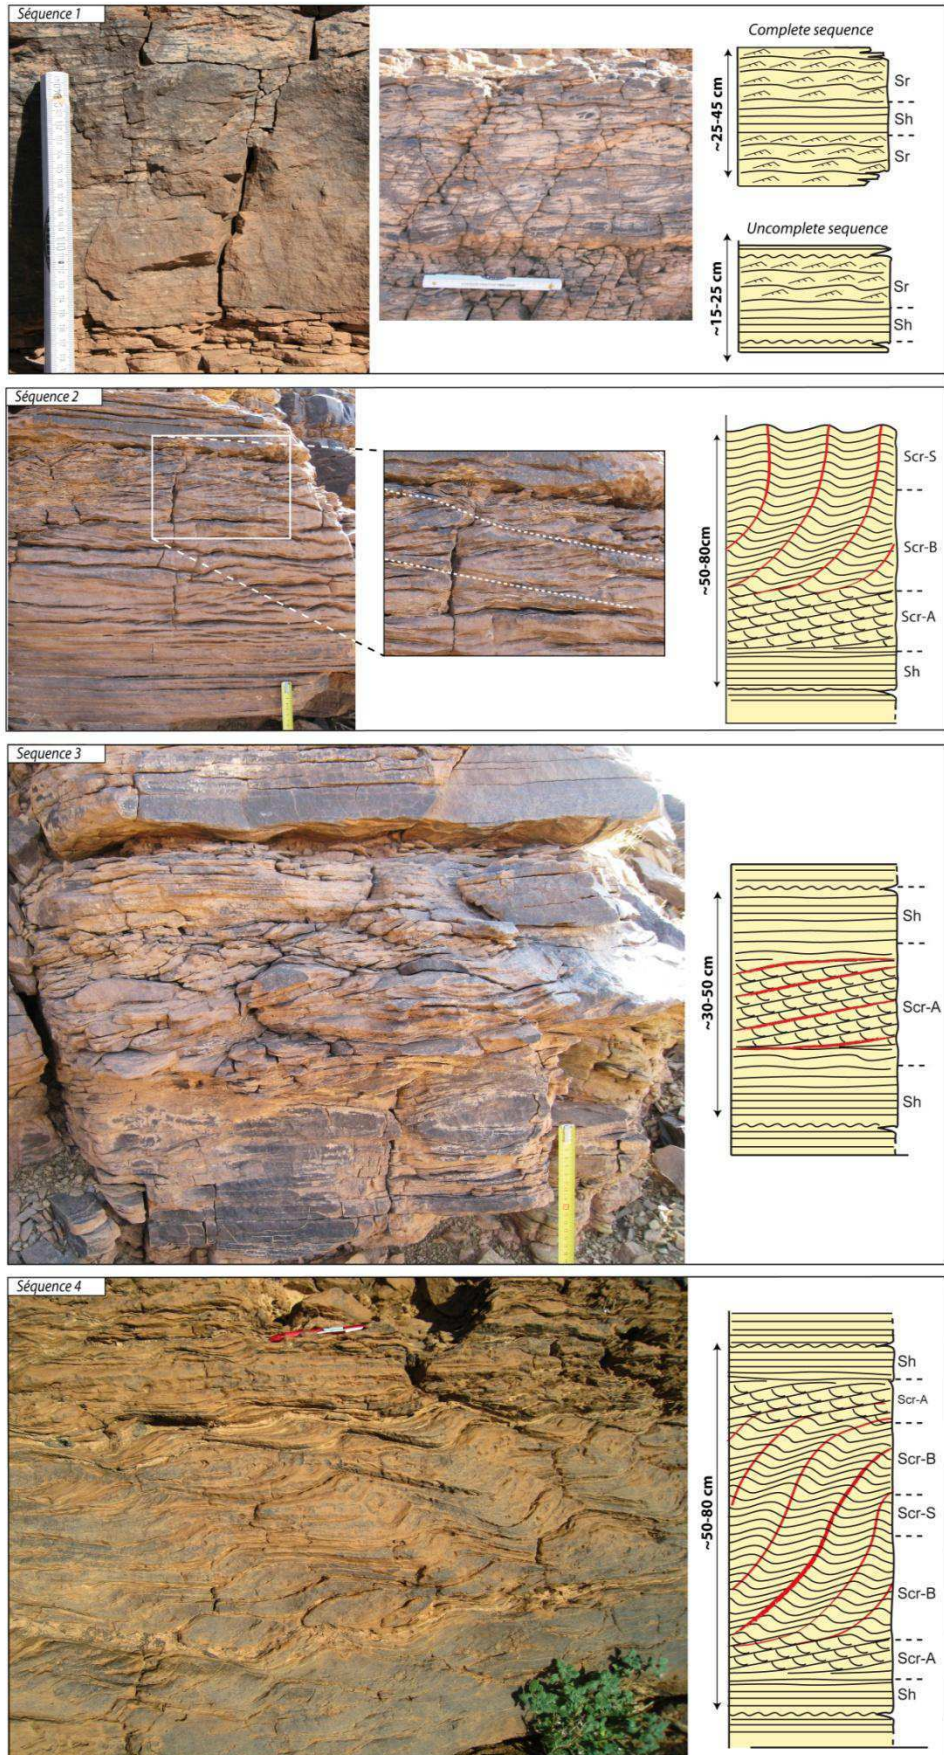 Séquence 1
Complete sequence
~25-45 cm
Sr
Sh
Sr
Uncomplete sequence
~15-25 cm
Sr
Sh
Séquence 2
~50-80cm
Scr-S
Scr-B
Scr-A
Sh
Sequence 3
~30-50 cm
Sh
Scr-A
Sh
Séquence 4
~50-80 cm
Sh
Scr-A
Scr-B
Scr-S
Scr-B
Scr-A
Sh